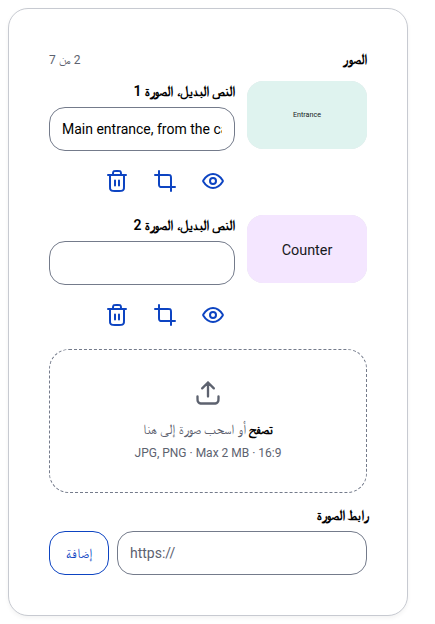 الصور
2 من 7
Entrance
النص البديل، الصورة 1
Main entrance, from the c
Counter
النص البديل، الصورة 2
تصفح أو اسحب صورة إلى هنا
JPG, PNG · Max 2 MB · 16:9
رابط الصورة
https://
إضافة